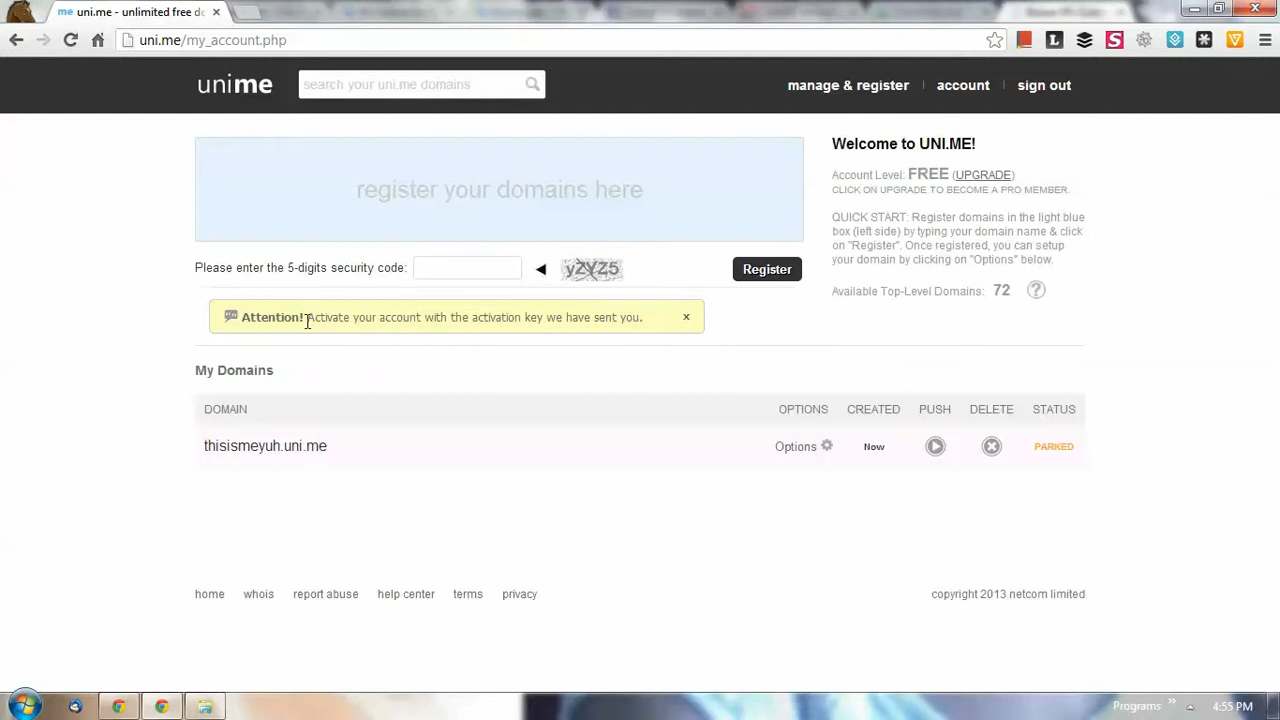 me uni.me - unlimited free do
uni.me/my_account.php
unime
search your uni.me domains
manage & register
account
sign out
register your domains here
Welcome to UNI.ME!
Account Level: FREE (UPGRADE)
CLICK ON UPGRADE TO BECOME A PRO MEMBER.
QUICK START: Register domains in the light blue
box (left side) by typing your domain name & click
on "Register". Once registered, you can setup
your domain by clicking on "Options" below.
Available Top-Level Domains: 72 ?
Please enter the 5-digits security code:
yZYZ5
Register
Attention! Activate your account with the activation key we have sent you.
My Domains
DOMAIN OPTIONS CREATED PUSH DELETE STATUS
thisismeyuh.uni.me Options Now PARKED
home whois report abuse help center terms privacy
copyright 2013 netcom limited
Programs
4:55 PM